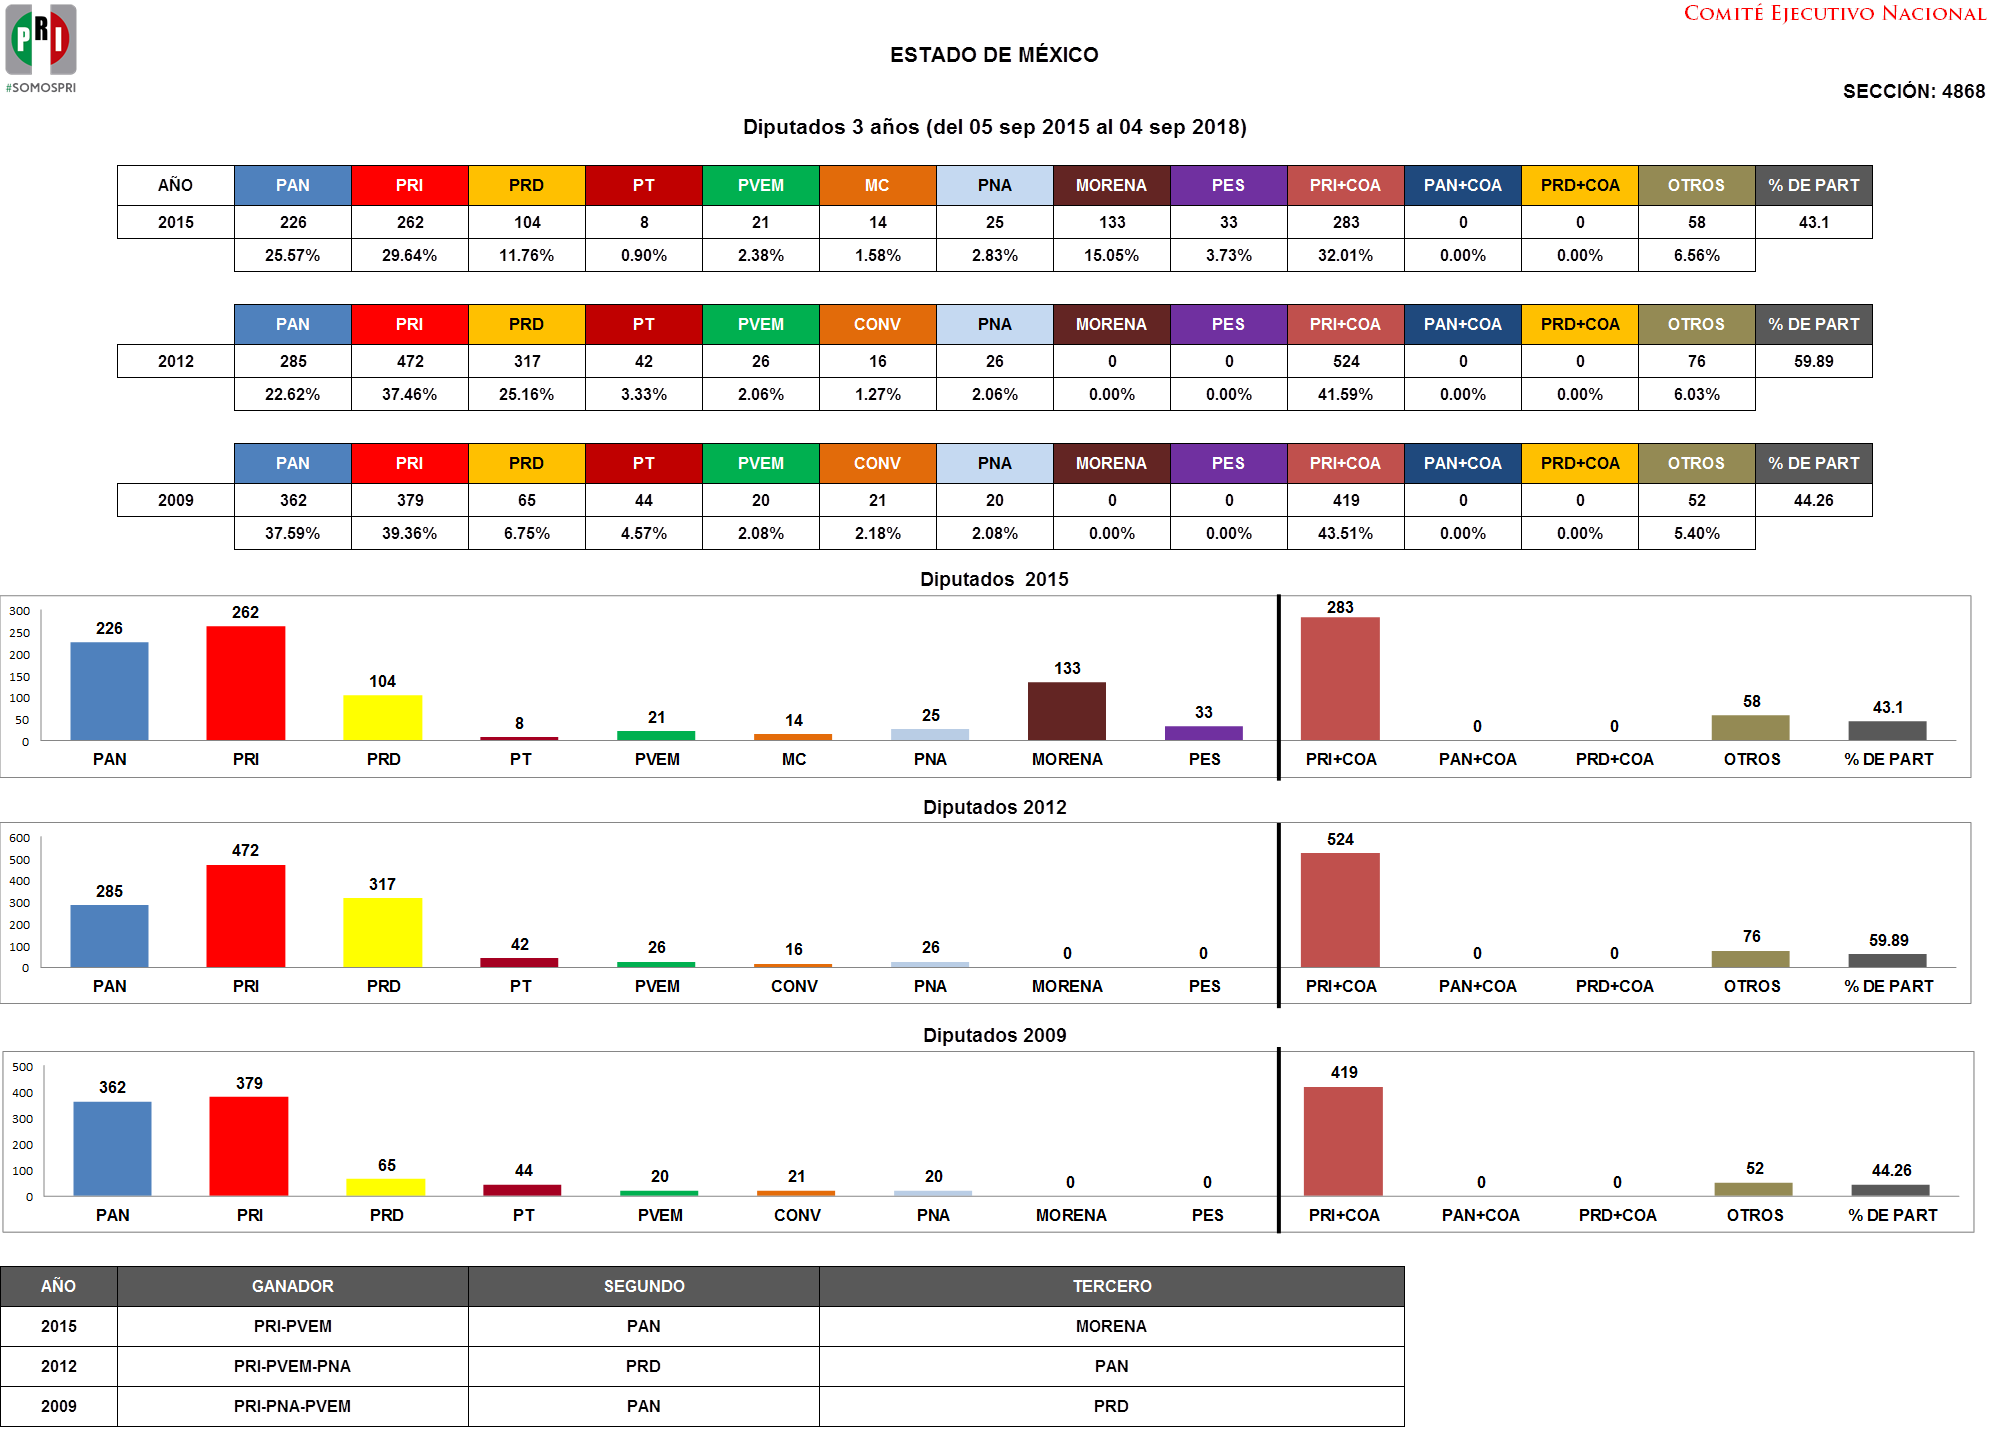 PRI
#SOMOSPRI
COMITÉ EJECUTIVO NACIONAL
ESTADO DE MÉXICO
SECCIÓN: 4868
Diputados 3 años (del 05 sep 2015 al 04 sep 2018)
AÑO PAN PRI PRD PT PVEM MC PNA MORENA PES PRI+COA PAN+COA PRD+COA OTROS % DE PART
2015 226 262 104 8 21 14 25 133 33 283 0 0 58 43.1
25.57% 29.64% 11.76% 0.90% 2.38% 1.58% 2.83% 15.05% 3.73% 32.01% 0.00% 0.00% 6.56%
PAN PRI PRD PT PVEM CONV PNA MORENA PES PRI+COA PAN+COA PRD+COA OTROS % DE PART
2012 285 472 317 42 26 16 26 0 0 524 0 0 76 59.89
22.62% 37.46% 25.16% 3.33% 2.06% 1.27% 2.06% 0.00% 0.00% 41.59% 0.00% 0.00% 6.03%
PAN PRI PRD PT PVEM CONV PNA MORENA PES PRI+COA PAN+COA PRD+COA OTROS % DE PART
2009 362 379 65 44 20 21 20 0 0 419 0 0 52 44.26
37.59% 39.36% 6.75% 4.57% 2.08% 2.18% 2.08% 0.00% 0.00% 43.51% 0.00% 0.00% 5.40%
Diputados 2015
300
250
200
150
100
50
0
226 262 104 8 21 14 25 133 33 283 0 0 58 43.1
PAN PRI PRD PT PVEM MC PNA MORENA PES PRI+COA PAN+COA PRD+COA OTROS % DE PART
Diputados 2012
600
500
400
300
200
100
0
285 472 317 42 26 16 26 0 0 524 0 0 76 59.89
PAN PRI PRD PT PVEM CONV PNA MORENA PES PRI+COA PAN+COA PRD+COA OTROS % DE PART
Diputados 2009
500
400
300
200
100
0
362 379 65 44 20 21 20 0 0 419 0 0 52 44.26
PAN PRI PRD PT PVEM CONV PNA MORENA PES PRI+COA PAN+COA PRD+COA OTROS % DE PART
AÑO GANADOR SEGUNDO TERCERO
2015 PRI-PVEM PAN MORENA
2012 PRI-PVEM-PNA PRD PAN
2009 PRI-PNA-PVEM PAN PRD